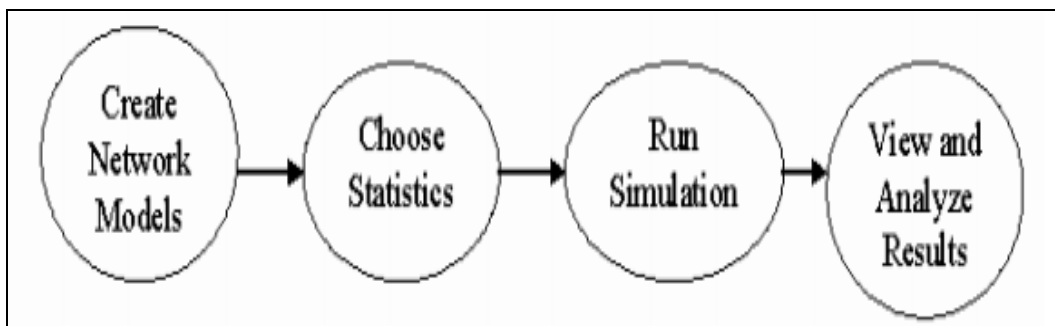 Create
Network
Models
Choose
Statistics
Run
Simulation
View and
Analyze
Results